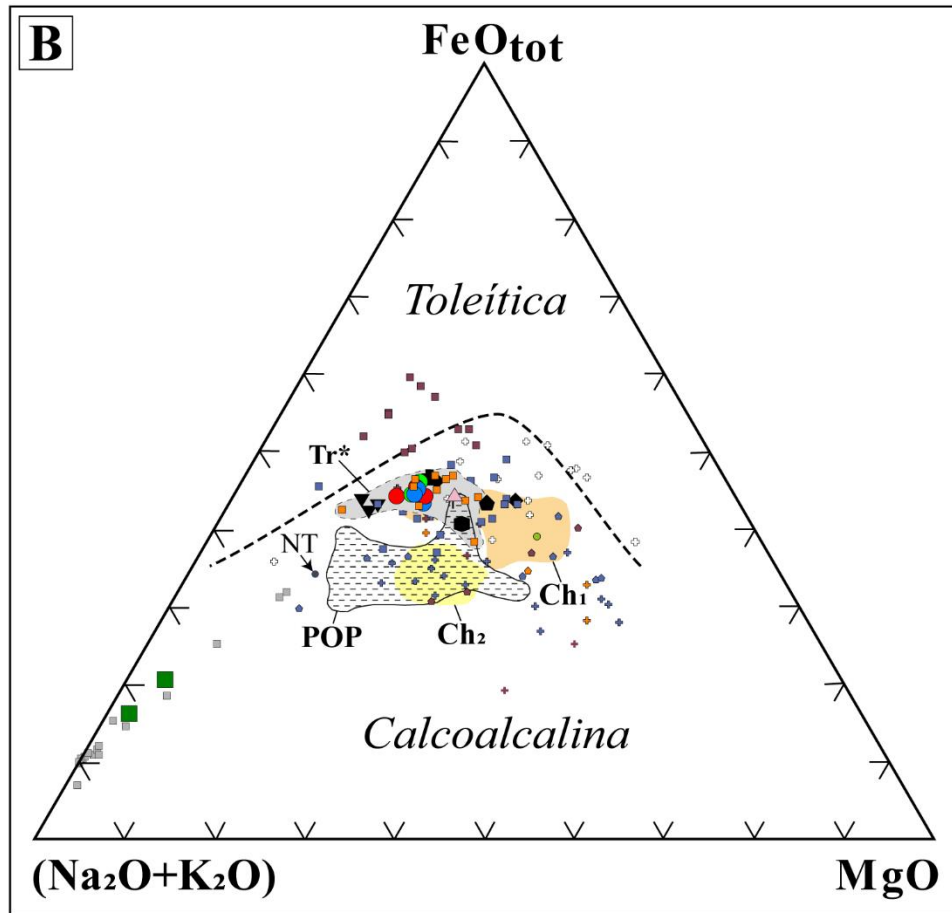 B
FeOtot
Toleítica
Tr*
NT
POP
Ch₂
Ch₁
Calcoalcalina
(Na₂O+K₂O)
MgO